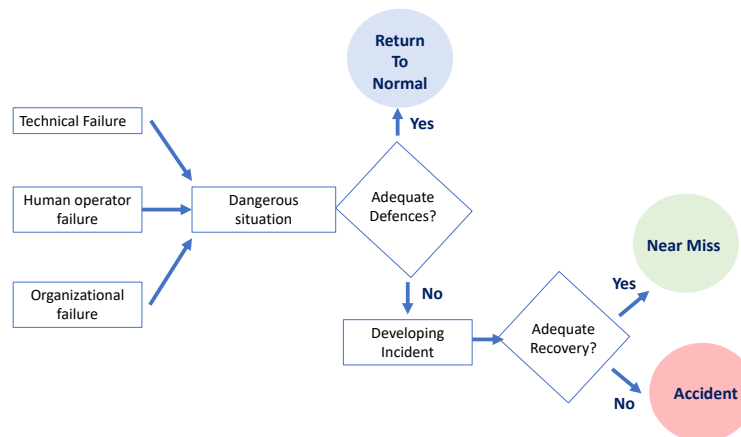 Return
To
Normal
Technical Failure
Yes
Human operator
failure
Dangerous
situation
Adequate
Defences?
Near Miss
Organizational
failure
No
Yes
Developing
Incident
Adequate
Recovery?
No
Accident